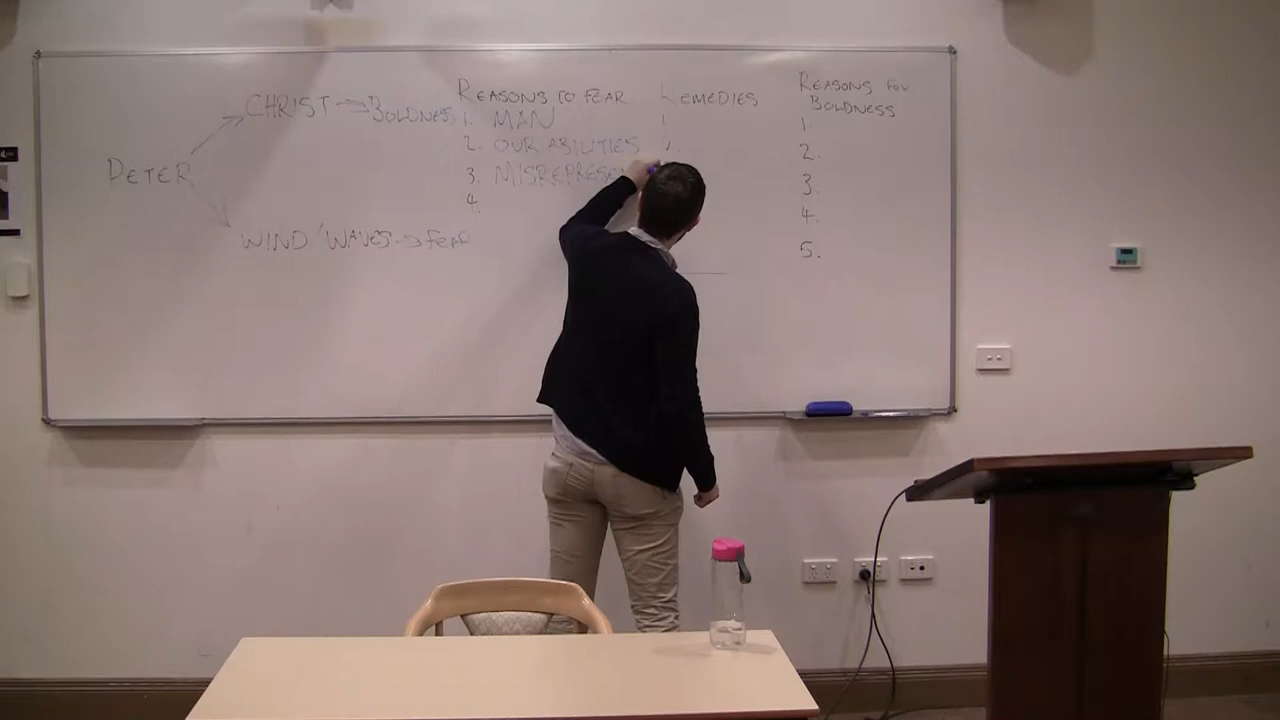 CHRIST → BOLDNESS
PETER
WIND / WAVES → FEAR
REASONS TO FEAR
1. MAN
2. OUR ABILITIES
3. MISREPRESE
4.
REMEDIES
1
2.
REASONS FOR
BOLDNESS
1
2.
3.
4.
5.